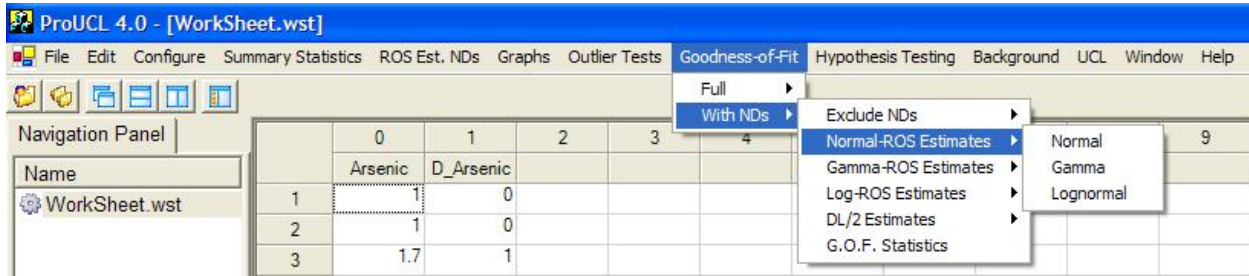 ProUCL 4.0 - [WorkSheet.wst]
File Edit Configure Summary Statistics ROS Est. NDs Graphs Outlier Tests Goodness-of-Fit Hypothesis Testing Background UCL Window Help
Full
With NDs
Exclude NDs
Normal-ROS Estimates
Gamma-ROS Estimates
Log-ROS Estimates
DL/2 Estimates
G.O.F. Statistics
Normal
Gamma
Lognormal
Navigation Panel
Name
WorkSheet.wst
0 1 2 3 4 9
Arsenic D_Arsenic
1 1 0
2 1 0
3 1.7 1